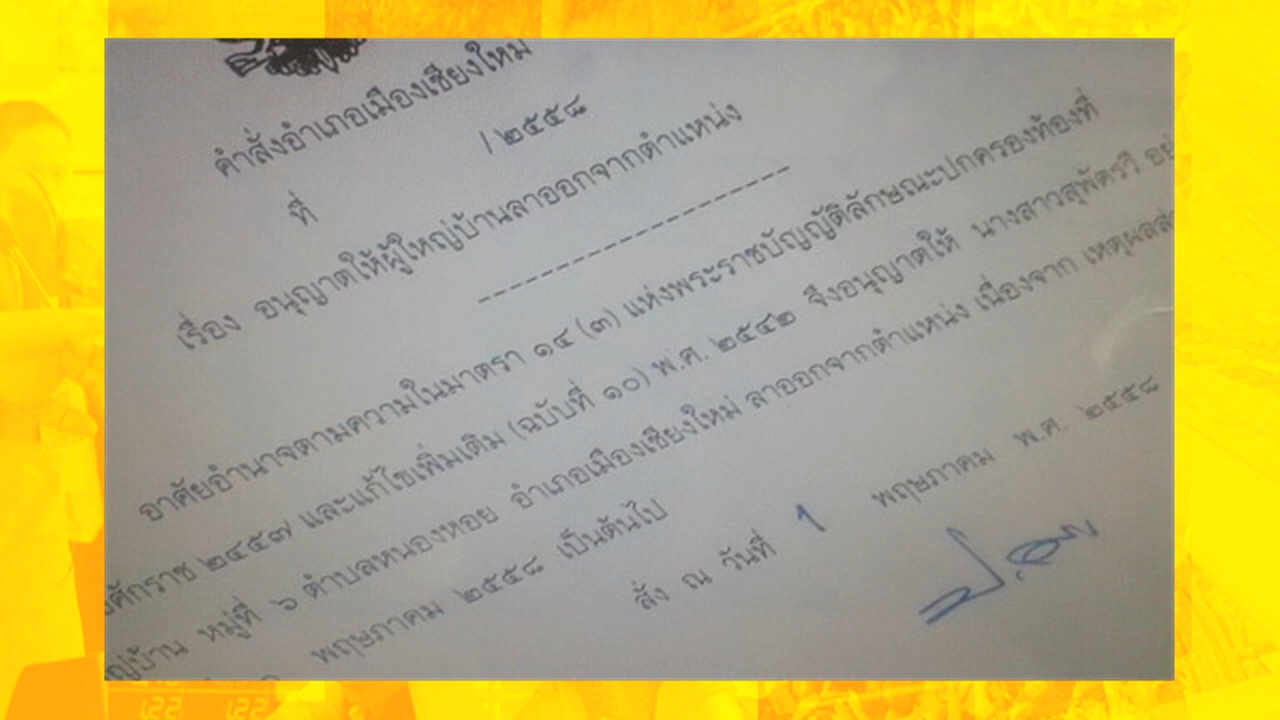 คำสั่งอำเภอเมืองเชียงใหม่
ที่ /๒๕๕๘
เรื่อง อนุญาตให้ผู้ใหญ่บ้านลาออกจากตำแหน่ง
อาศัยอำนาจตามความในมาตรา ๑๔ (๓) แห่งพระราชบัญญัติลักษณะปกครองท้องที่
ศักราช ๒๔๕๗ และแก้ไขเพิ่มเติม (ฉบับที่ ๑๐) พ.ศ. ๒๕๔๒ จึงอนุญาตให้ นางสาวสุพัตรวี
บ้าน หมู่ที่ ๖ ตำบลหนองหอย อำเภอเมืองเชียงใหม่ ลาออกจากตำแหน่ง เนื่องจาก เหตุผล
พฤษภาคม ๒๕๕๘ เป็นต้นไป
สั่ง ณ วันที่ 1 พฤษภาคม พ.ศ. ๒๕๕๘
122 122